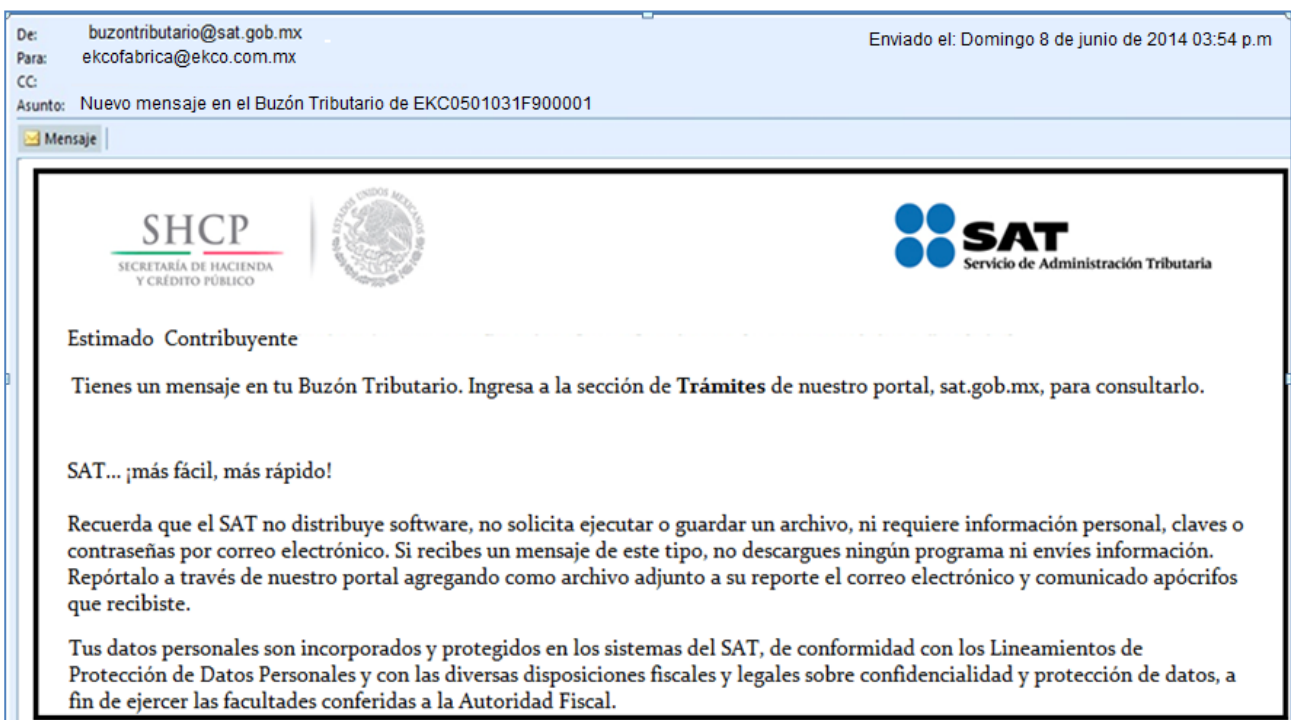 De: buzontributario@sat.gob.mx
Enviado el: Domingo 8 de junio de 2014 03:54 p.m
Para: ekcofabrica@ekco.com.mx
CC:
Asunto: Nuevo mensaje en el Buzón Tributario de EKC0501031F900001
Mensaje
SHCP
SECRETARÍA DE HACIENDA
Y CRÉDITO PÚBLICO
ESTADOS UNIDOS MEXICANOS
SAT
Servicio de Administración Tributaria
Estimado Contribuyente
Tienes un mensaje en tu Buzón Tributario. Ingresa a la sección de Trámites de nuestro portal, sat.gob.mx, para consultarlo.
SAT... ¡más fácil, más rápido!
Recuerda que el SAT no distribuye software, no solicita ejecutar o guardar un archivo, ni requiere información personal, claves o
contraseñas por correo electrónico. Si recibes un mensaje de este tipo, no descargues ningún programa ni envíes información.
Repórtalo a través de nuestro portal agregando como archivo adjunto a su reporte el correo electrónico y comunicado apócrifos
que recibiste.
Tus datos personales son incorporados y protegidos en los sistemas del SAT, de conformidad con los Lineamientos de
Protección de Datos Personales y con las diversas disposiciones fiscales y legales sobre confidencialidad y protección de datos, a
fin de ejercer las facultades conferidas a la Autoridad Fiscal.